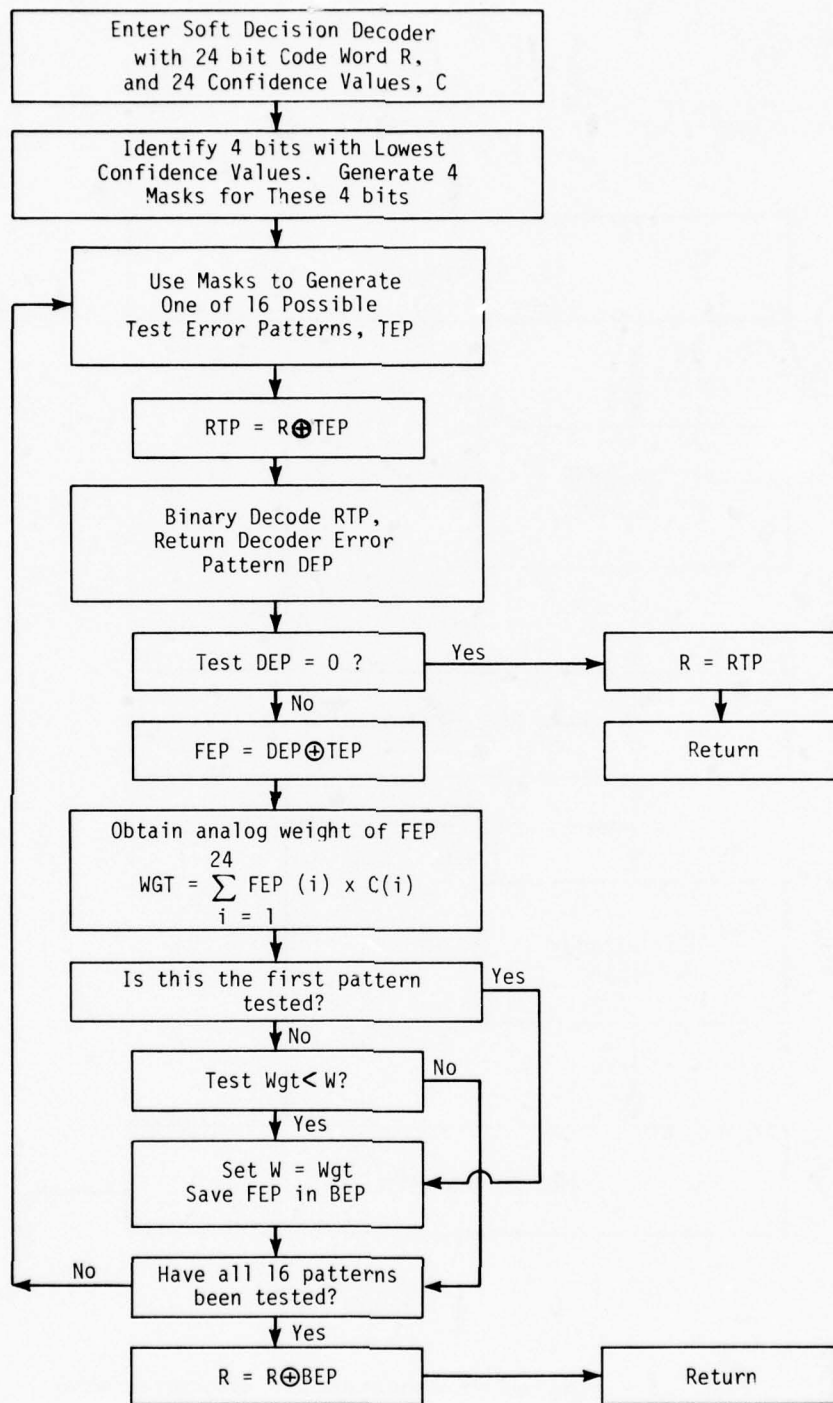 Enter Soft Decision Decoder
with 24 bit Code Word R,
and 24 Confidence Values, C
Identify 4 bits with Lowest
Confidence Values. Generate 4
Masks for These 4 bits
Use Masks to Generate
One of 16 Possible
Test Error Patterns, TEP
RTP = R⊕TEP
Binary Decode RTP,
Return Decoder Error
Pattern DEP
Test DEP = 0 ?
Yes
R = RTP
No
Return
FEP = DEP⊕TEP
Obtain analog weight of FEP
24
WGT = ∑ FEP (i) x C(i)
i = 1
Is this the first pattern
tested?
Yes
No
Test Wgt< W?
No
Yes
Set W = Wgt
Save FEP in BEP
No
Have all 16 patterns
been tested?
Yes
R = R⊕BEP
Return